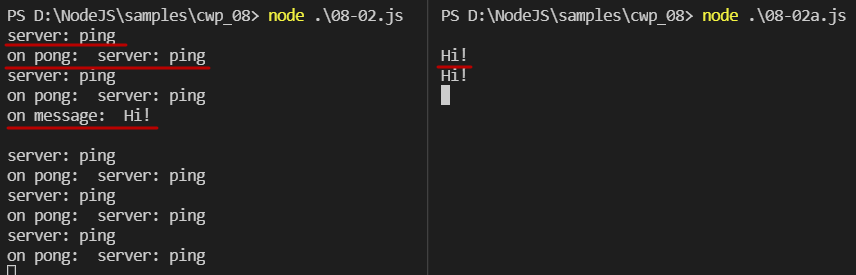 PS D:\NodeJS\samples\cwp_08> node .\08-02.js
server: ping
on pong:  server: ping
server: ping
on pong:  server: ping
on message:  Hi!
server: ping
on pong:  server: ping
server: ping
on pong:  server: ping
server: ping
on pong:  server: ping
PS D:\NodeJS\samples\cwp_08> node .\08-02a.js
Hi!
Hi!